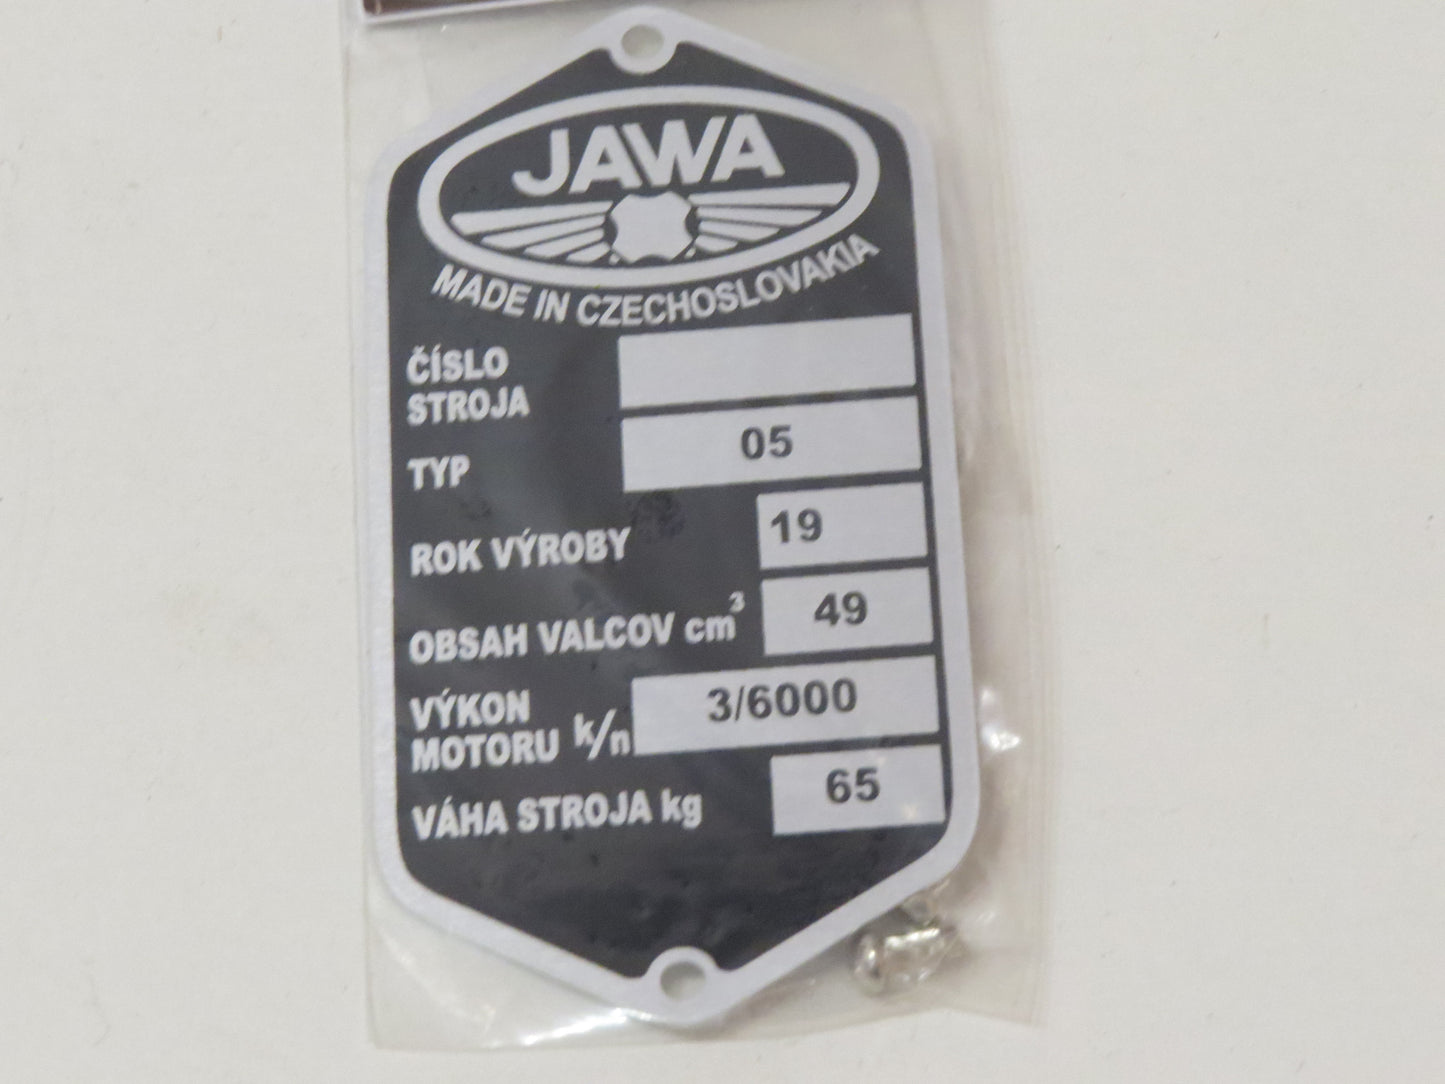 JAWA
MADE IN CZECHOSLOVAKIA
ČÍSLO
STROJA
TYP 05
ROK VÝROBY 19
OBSAH VALCOV cm³ 49
VÝKON
MOTORU k/n 3/6000
VÁHA STROJA kg 65